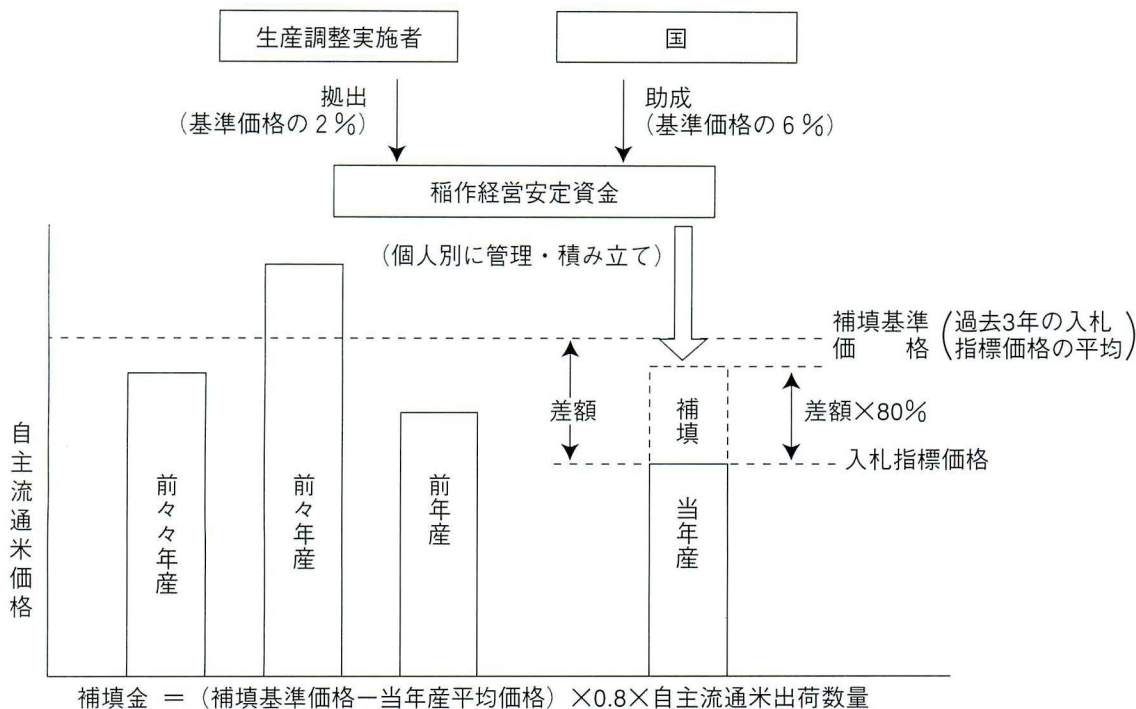 生産調整実施者
国
拠出
（基準価格の２％）
助成
（基準価格の６％）
稲作経営安定資金
（個人別に管理・積み立て）
補填基準
価　　格
（過去3年の入札
指標価格の平均）
差額
補填
差額×80％
入札指標価格
自主流通米価格
前々々年産
前々年産
前年産
当年産
補填金 ＝（補填基準価格ー当年産平均価格）×0.8×自主流通米出荷数量